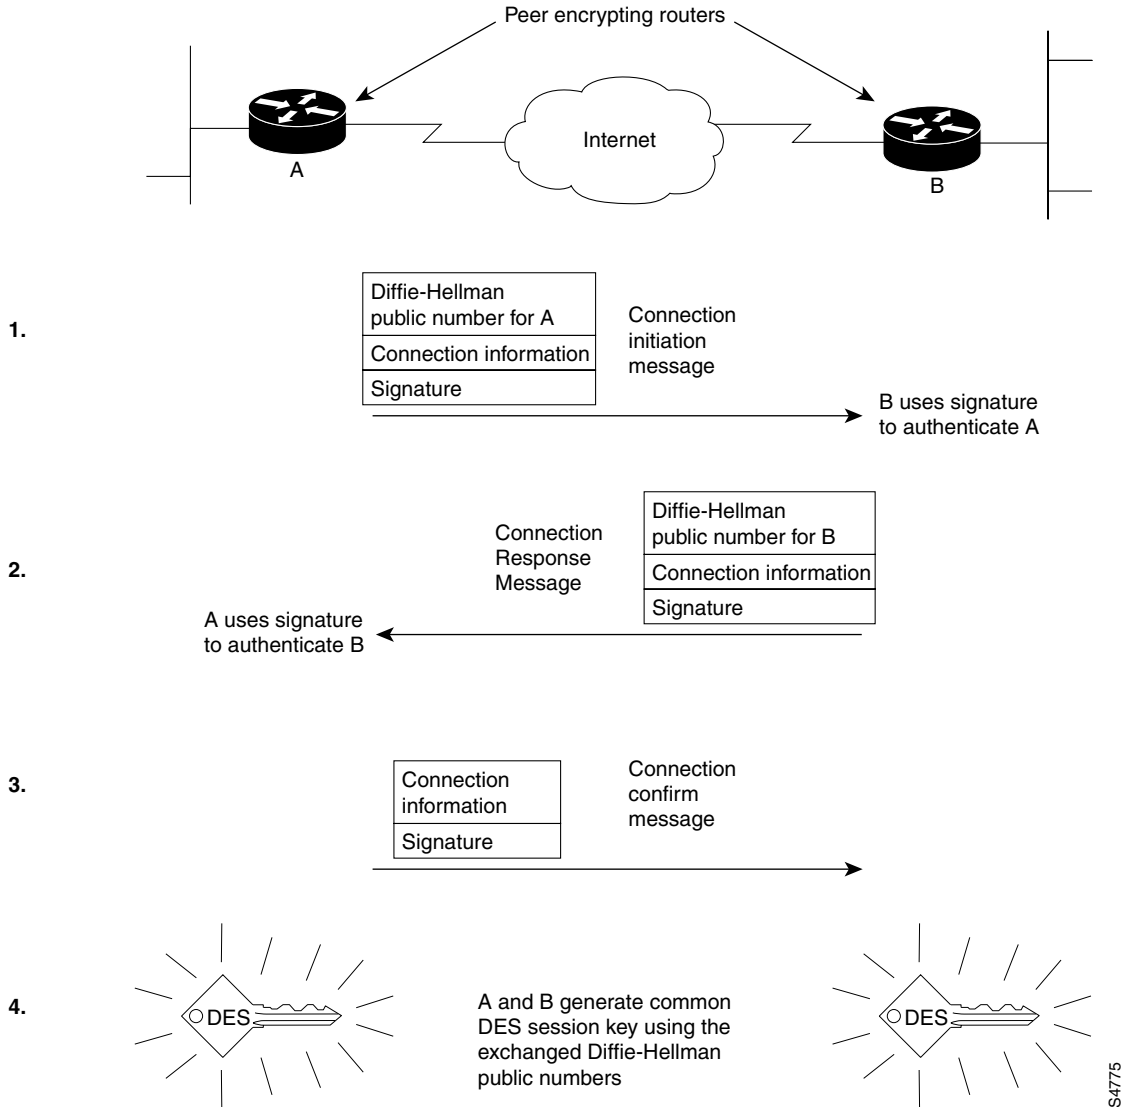 Peer encrypting routers
Internet
A
B
1.
Diffie-Hellman
public number for A
Connection information
Signature
Connection
initiation
message
B uses signature
to authenticate A
2.
Connection
Response
Message
Diffie-Hellman
public number for B
Connection information
Signature
A uses signature
to authenticate B
3.
Connection
information
Signature
Connection
confirm
message
4.
DES
A and B generate common
DES session key using the
exchanged Diffie-Hellman
public numbers
DES
S4775